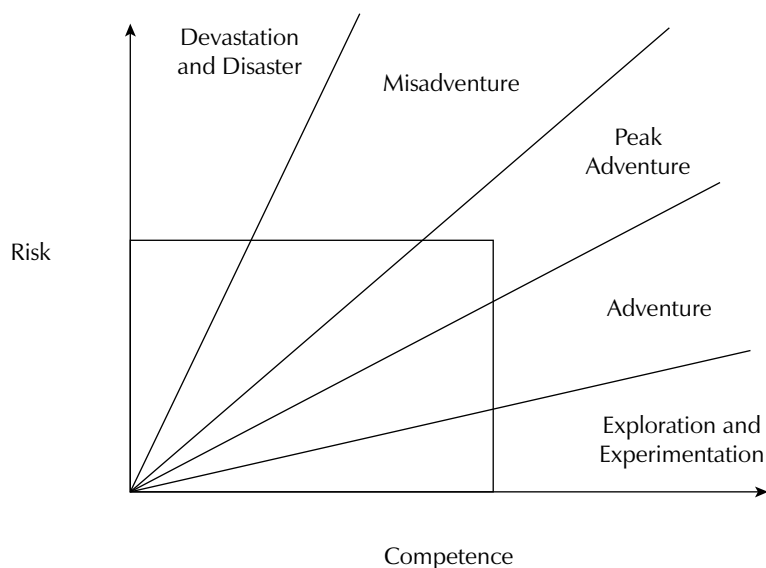 Devastation
and Disaster
Misadventure
Peak
Adventure
Risk
Adventure
Exploration and
Experimentation
Competence